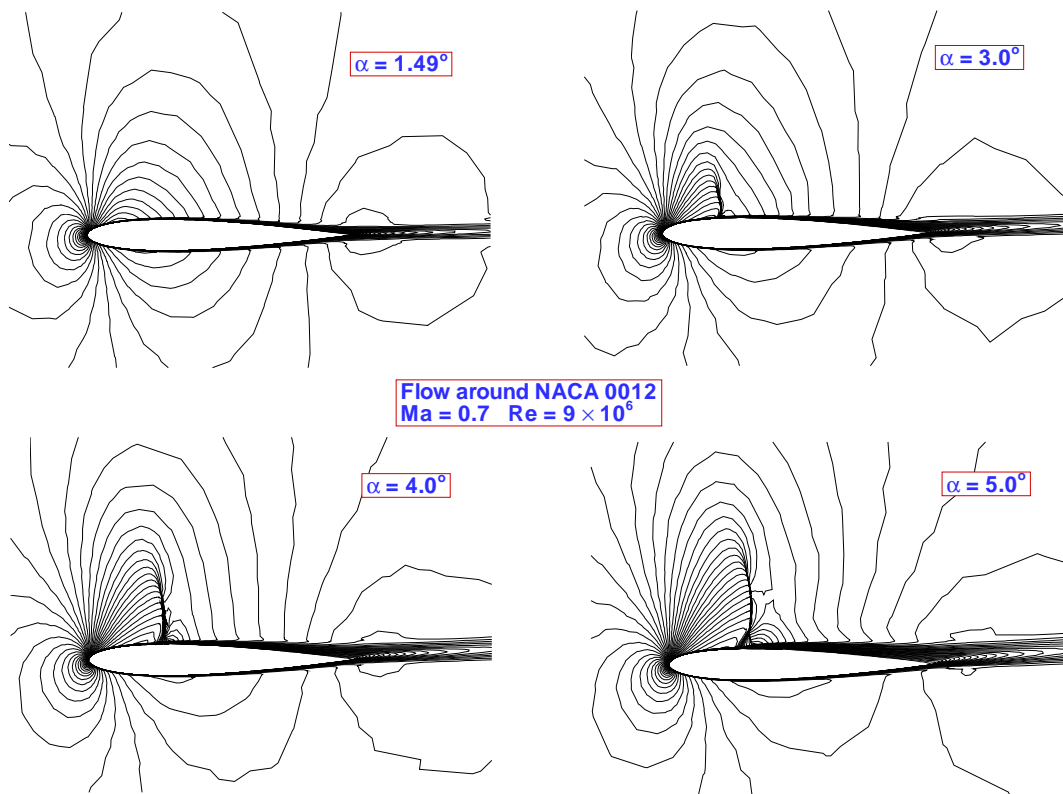 α = 1.49°
α = 3.0°
Flow around NACA 0012
Ma = 0.7 Re = 9 × 10⁶
α = 4.0°
α = 5.0°